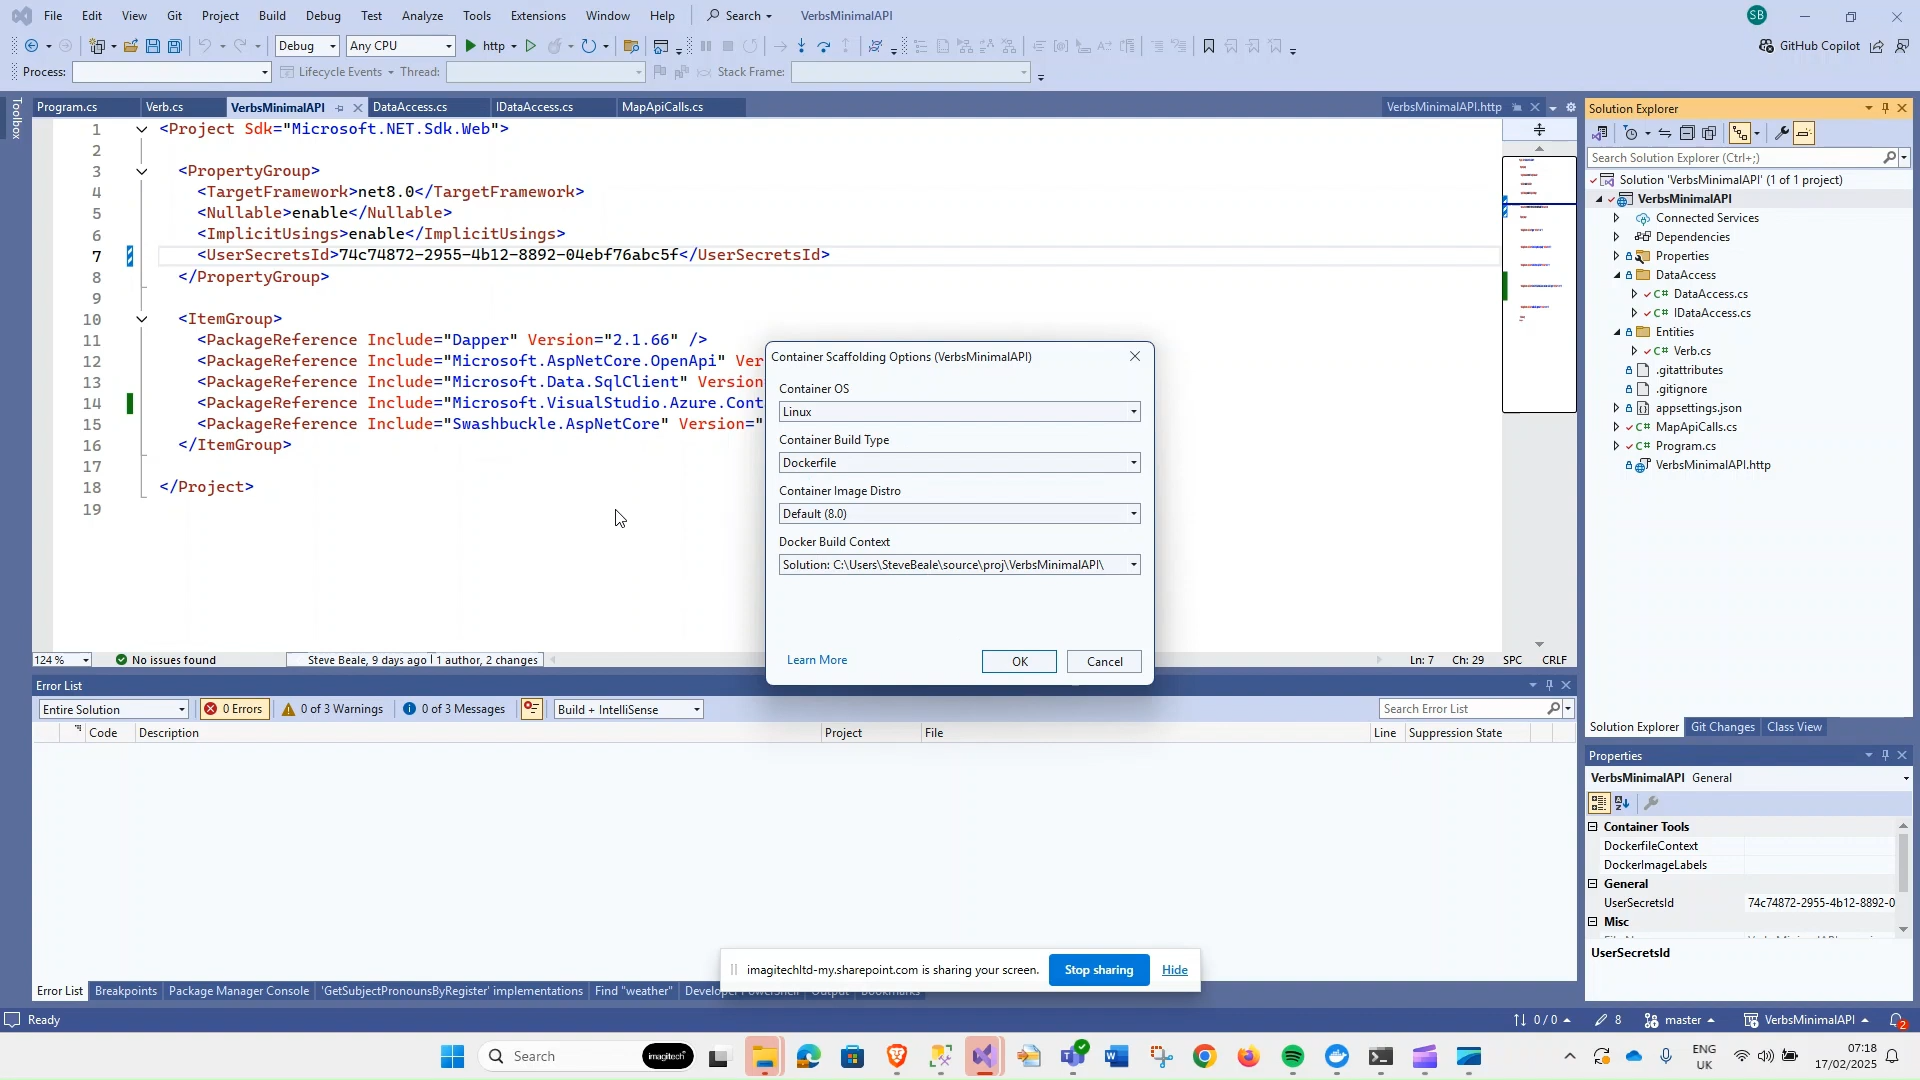 File Edit View Git Project Build Debug Test Analyze Tools Extensions Window Help Search VerbsMinimalAPI SB
Debug Any CPU http GitHub Copilot
Process: Lifecycle Events Thread: Stack Frame:
Toolbox
Program.cs Verb.cs VerbsMinimalAPI DataAccess.cs IDataAccess.cs MapApiCalls.cs VerbsMinimalAPI.http
1 <Project Sdk="Microsoft.NET.Sdk.Web">
2
3 <PropertyGroup>
4 <TargetFramework>net8.0</TargetFramework>
5 <Nullable>enable</Nullable>
6 <ImplicitUsings>enable</ImplicitUsings>
7 <UserSecretsId>74c74872-2955-4b12-8892-04ebf76abc5f</UserSecretsId>
8 </PropertyGroup>
9
10 <ItemGroup>
11 <PackageReference Include="Dapper" Version="2.1.66" />
12 <PackageReference Include="Microsoft.AspNetCore.OpenApi" Ver
13 <PackageReference Include="Microsoft.Data.SqlClient" Version
14 <PackageReference Include="Microsoft.VisualStudio.Azure.Cont
15 <PackageReference Include="Swashbuckle.AspNetCore" Version="
16 </ItemGroup>
17
18 </Project>
19
124 % No issues found Steve Beale, 9 days ago | 1 author, 2 changes Ln: 7 Ch: 29 SPC CRLF
Container Scaffolding Options (VerbsMinimalAPI)
Container OS
Linux
Container Build Type
Dockerfile
Container Image Distro
Default (8.0)
Docker Build Context
Solution: C:\Users\SteveBeale\source\proj\VerbsMinimalAPI\
Learn More OK Cancel
Error List
Entire Solution 0 Errors 0 of 3 Warnings 0 of 3 Messages Build + IntelliSense Search Error List
Code Description Project File Line Suppression State
imagitechltd-my.sharepoint.com is sharing your screen. Stop sharing Hide
Error List Breakpoints Package Manager Console 'GetSubjectPronounsByRegister' implementations Find "weather" Developer PowerShell Output Bookmarks
Solution Explorer
Search Solution Explorer (Ctrl+;)
Solution 'VerbsMinimalAPI' (1 of 1 project)
VerbsMinimalAPI
Connected Services
Dependencies
Properties
DataAccess
C# DataAccess.cs
C# IDataAccess.cs
Entities
C# Verb.cs
.gitattributes
.gitignore
appsettings.json
C# MapApiCalls.cs
C# Program.cs
VerbsMinimalAPI.http
Solution Explorer Git Changes Class View
Properties
VerbsMinimalAPI General
Container Tools
DockerfileContext
DockerImageLabels
General
UserSecretsId 74c74872-2955-4b12-8892-0
Misc
UserSecretsId
Ready 0 / 0 8 master VerbsMinimalAPI 2
Search imagitech ENG UK 07:18 17/02/2025